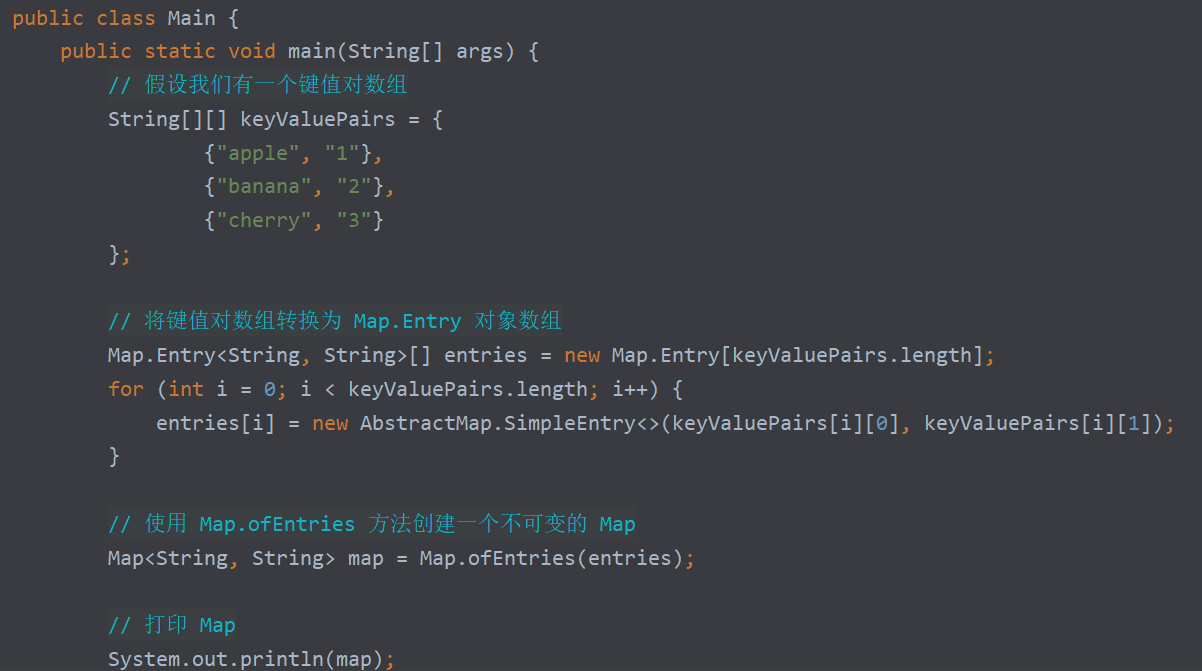 public class Main {
    public static void main(String[] args) {
        // 假设我们有一个键值对数组
        String[][] keyValuePairs = {
                {"apple", "1"},
                {"banana", "2"},
                {"cherry", "3"}
        };

        // 将键值对数组转换为 Map.Entry 对象数组
        Map.Entry<String, String>[] entries = new Map.Entry[keyValuePairs.length];
        for (int i = 0; i < keyValuePairs.length; i++) {
            entries[i] = new AbstractMap.SimpleEntry<>(keyValuePairs[i][0], keyValuePairs[i][1]);
        }

        // 使用 Map.ofEntries 方法创建一个不可变的 Map
        Map<String, String> map = Map.ofEntries(entries);

        // 打印 Map
        System.out.println(map);